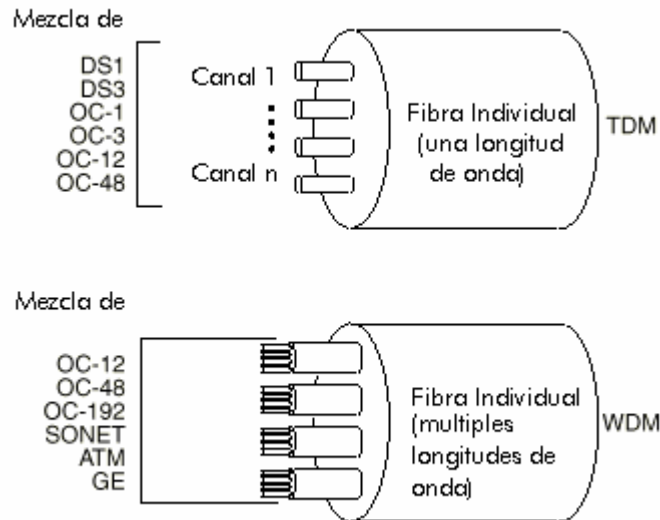 Mezcla de
DS1
DS3
OC-1
OC-3
OC-12
OC-48
Canal 1
Canal n
Fibra Individual
(una longitud
de onda)
TDM
Mezcla de
OC-12
OC-48
OC-192
SONET
ATM
GE
Fibra Individual
(multiples
longitudes de
onda)
WDM